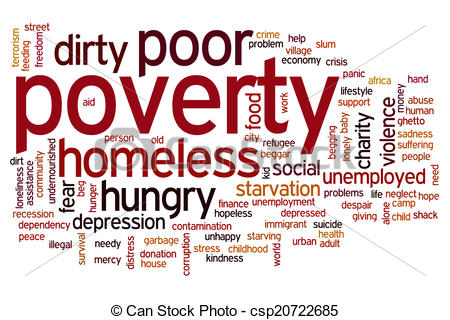 crime
street
help
problem
slum
village
dirty poor
economy crisis
terrorism
feeding
freedom
panic africa hand
poverty
lifestyle
support
aid
food
work
money
abuse
human
ghetto
person old
city
begging
lonely baby
charity
violence
sadness
suffering
people
homeless
refugee
beggar
dirt
loneliness
assistance
community
undernourished
fear
beg
hunger
hungry
kid
social
unemployed
starvation
problems life neglect hope
need
recession
depression
finance unemployment
despair
alone
camp
dependency
contamination
hopeless
depressed
giving
child shack
peace
illegal
needy
garbage
unhappy starving
immigrant suicide
survival
mercy
distress
donation
house
corruption
stress childhood
kindness
world
health
urban adult
© Can Stock Photo
© Can Stock Photo - csp20722685